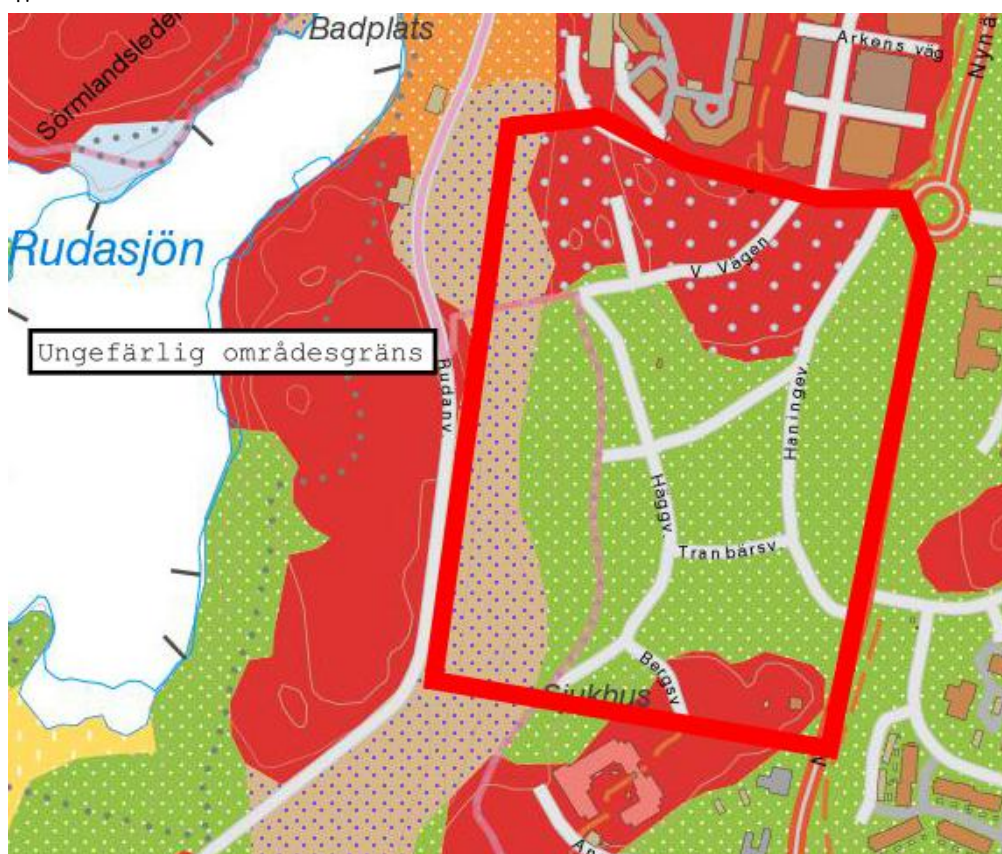 Badplats
Arkens väg
Nynä
Sörmlandsleden
Rudasjön
V. Vägen
Ungefärlig områdesgräns
Rudanv.
Haningev.
Häggv.
Tranbärsv.
Bergsv.
Sjukhus